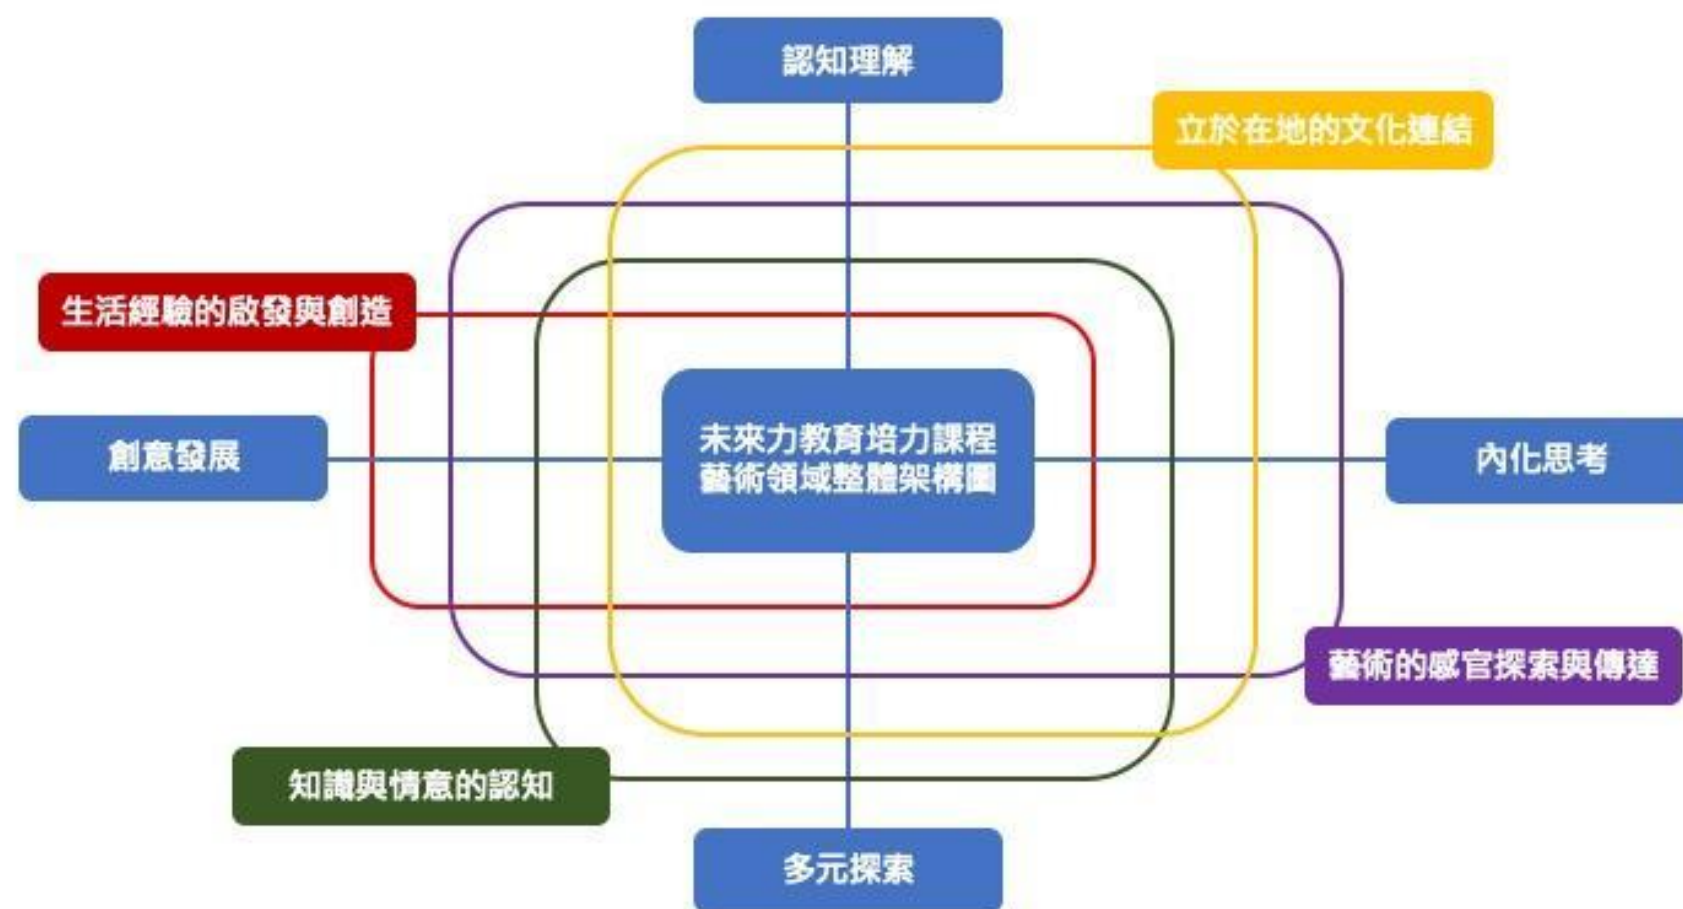 認知理解
立於在地的文化連結
生活經驗的啟發與創造
創意發展
未來力教育培力課程
藝術領域整體架構圖
內化思考
藝術的感官探索與傳達
知識與情意的認知
多元探索